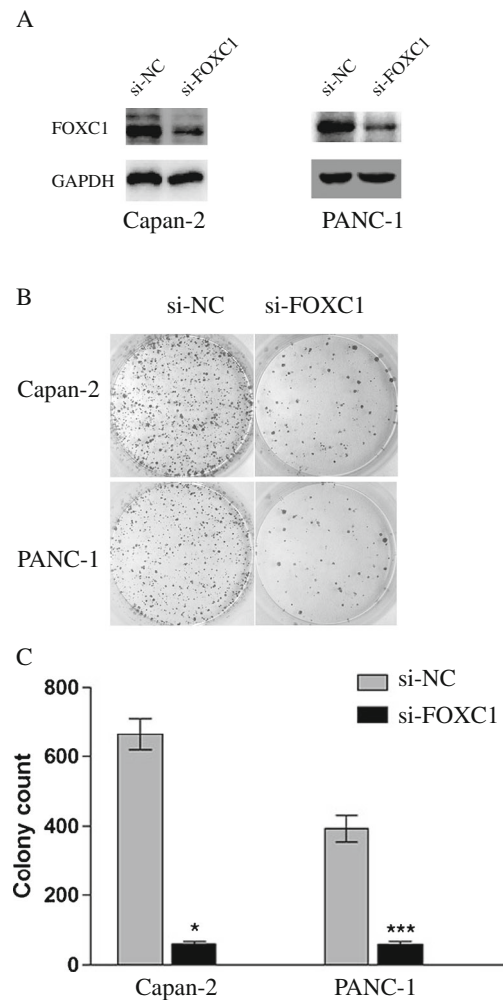 A
si-NC si-FOXC1 si-NC si-FOXC1
FOXC1
GAPDH
Capan-2 PANC-1
B
si-NC si-FOXC1
Capan-2
PANC-1
C
800
600
400
200
0
Colony count
si-NC
si-FOXC1
* ***
Capan-2 PANC-1